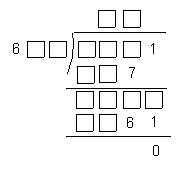 □ □
6 □ □ ) □ □ □ 1
□ □ 7
□ □ □ □
□ □ 6 1
0